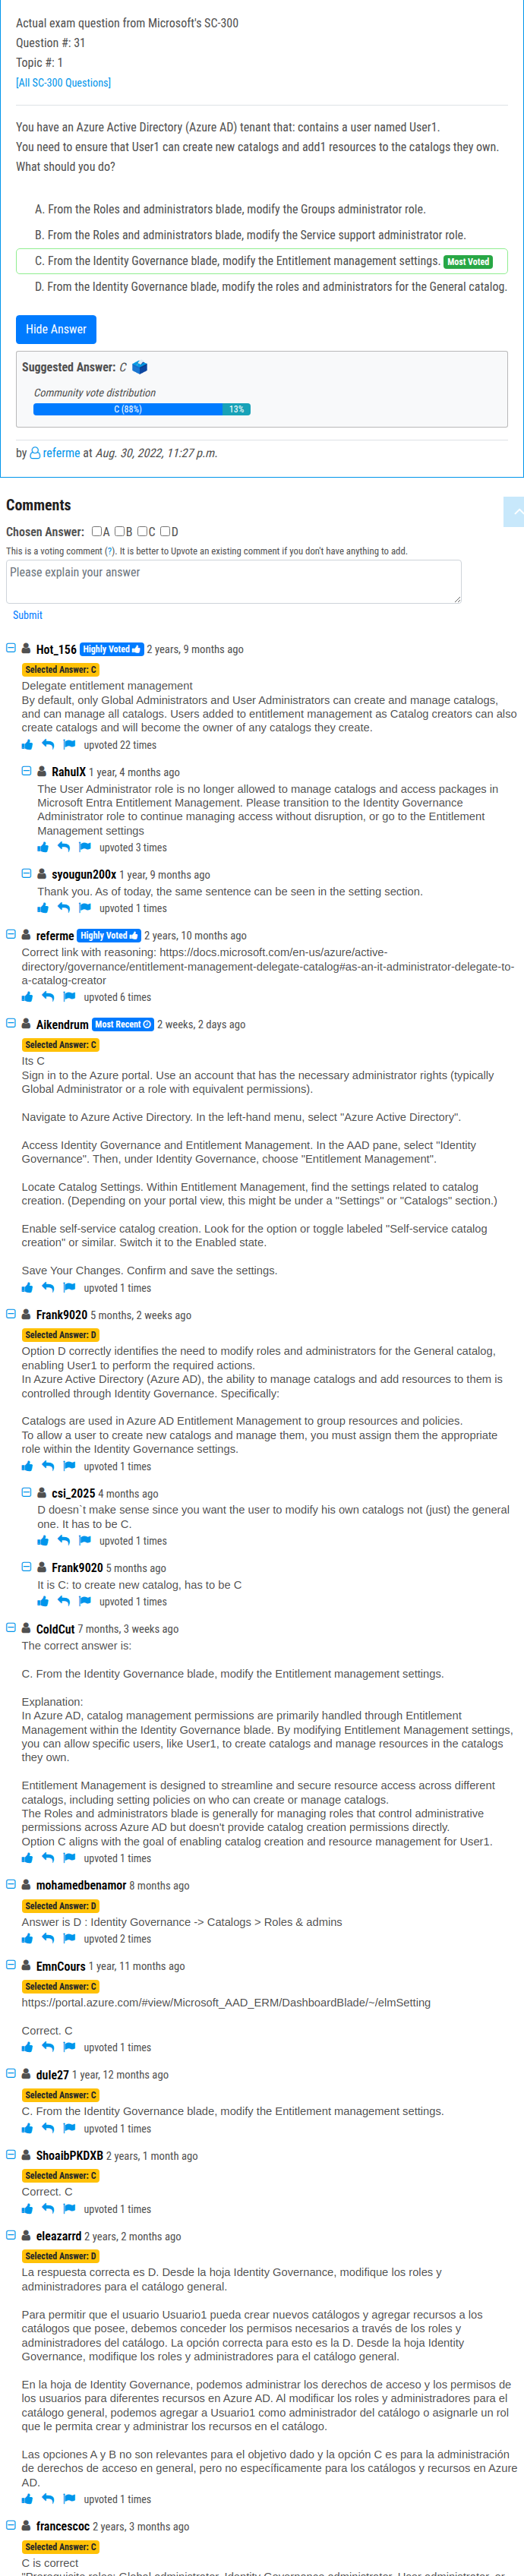 Actual exam question from Microsoft's SC-300
Question #: 31
Topic #: 1
[All SC-300 Questions]
You have an Azure Active Directory (Azure AD) tenant that: contains a user named User1.
You need to ensure that User1 can create new catalogs and add1 resources to the catalogs they own.
What should you do?
A. From the Roles and administrators blade, modify the Groups administrator role.
B. From the Roles and administrators blade, modify the Service support administrator role.
C. From the Identity Governance blade, modify the Entitlement management settings. Most Voted
D. From the Identity Governance blade, modify the roles and administrators for the General catalog.
Hide Answer
Suggested Answer: C
Community vote distribution
C (88%) 13%
by referme at Aug. 30, 2022, 11:27 p.m.
Comments
Chosen Answer: A B C D
This is a voting comment (?). It is better to Upvote an existing comment if you don't have anything to add.
Please explain your answer
Submit
Hot_156 Highly Voted 2 years, 9 months ago
Selected Answer: C
Delegate entitlement management
By default, only Global Administrators and User Administrators can create and manage catalogs,
and can manage all catalogs. Users added to entitlement management as Catalog creators can also
create catalogs and will become the owner of any catalogs they create.
upvoted 22 times
RahulX 1 year, 4 months ago
The User Administrator role is no longer allowed to manage catalogs and access packages in
Microsoft Entra Entitlement Management. Please transition to the Identity Governance
Administrator role to continue managing access without disruption, or go to the Entitlement
Management settings
upvoted 3 times
syougun200x 1 year, 9 months ago
Thank you. As of today, the same sentence can be seen in the setting section.
upvoted 1 times
referme Highly Voted 2 years, 10 months ago
Correct link with reasoning: https://docs.microsoft.com/en-us/azure/active-
directory/governance/entitlement-management-delegate-catalog#as-an-it-administrator-delegate-to-
a-catalog-creator
upvoted 6 times
Aikendrum Most Recent 2 weeks, 2 days ago
Selected Answer: C
Its C
Sign in to the Azure portal. Use an account that has the necessary administrator rights (typically
Global Administrator or a role with equivalent permissions).
Navigate to Azure Active Directory. In the left-hand menu, select "Azure Active Directory".
Access Identity Governance and Entitlement Management. In the AAD pane, select "Identity
Governance". Then, under Identity Governance, choose "Entitlement Management".
Locate Catalog Settings. Within Entitlement Management, find the settings related to catalog
creation. (Depending on your portal view, this might be under a "Settings" or "Catalogs" section.)
Enable self-service catalog creation. Look for the option or toggle labeled "Self-service catalog
creation" or similar. Switch it to the Enabled state.
Save Your Changes. Confirm and save the settings.
upvoted 1 times
Frank9020 5 months, 2 weeks ago
Selected Answer: D
Option D correctly identifies the need to modify roles and administrators for the General catalog,
enabling User1 to perform the required actions.
In Azure Active Directory (Azure AD), the ability to manage catalogs and add resources to them is
controlled through Identity Governance. Specifically:
Catalogs are used in Azure AD Entitlement Management to group resources and policies.
To allow a user to create new catalogs and manage them, you must assign them the appropriate
role within the Identity Governance settings.
upvoted 1 times
csi_2025 4 months ago
D doesn`t make sense since you want the user to modify his own catalogs not (just) the general
one. It has to be C.
upvoted 1 times
Frank9020 5 months ago
It is C: to create new catalog, has to be C
upvoted 1 times
ColdCut 7 months, 3 weeks ago
The correct answer is:
C. From the Identity Governance blade, modify the Entitlement management settings.
Explanation:
In Azure AD, catalog management permissions are primarily handled through Entitlement
Management within the Identity Governance blade. By modifying Entitlement Management settings,
you can allow specific users, like User1, to create catalogs and manage resources in the catalogs
they own.
Entitlement Management is designed to streamline and secure resource access across different
catalogs, including setting policies on who can create or manage catalogs.
The Roles and administrators blade is generally for managing roles that control administrative
permissions across Azure AD but doesn't provide catalog creation permissions directly.
Option C aligns with the goal of enabling catalog creation and resource management for User1.
upvoted 1 times
mohamedbenamor 8 months ago
Selected Answer: D
Answer is D : Identity Governance -> Catalogs > Roles & admins
upvoted 2 times
EmnCours 1 year, 11 months ago
Selected Answer: C
https://portal.azure.com/#view/Microsoft_AAD_ERM/DashboardBlade/~/elmSetting
Correct. C
upvoted 1 times
dule27 1 year, 12 months ago
Selected Answer: C
C. From the Identity Governance blade, modify the Entitlement management settings.
upvoted 1 times
ShoaibPKDXB 2 years, 1 month ago
Selected Answer: C
Correct. C
upvoted 1 times
eleazarrd 2 years, 2 months ago
Selected Answer: D
La respuesta correcta es D. Desde la hoja Identity Governance, modifique los roles y
administradores para el catálogo general.
Para permitir que el usuario Usuario1 pueda crear nuevos catálogos y agregar recursos a los
catálogos que posee, debemos conceder los permisos necesarios a través de los roles y
administradores del catálogo. La opción correcta para esto es la D. Desde la hoja Identity
Governance, modifique los roles y administradores para el catálogo general.
En la hoja de Identity Governance, podemos administrar los derechos de acceso y los permisos de
los usuarios para diferentes recursos en Azure AD. Al modificar los roles y administradores para el
catálogo general, podemos agregar a Usuario1 como administrador del catálogo o asignarle un rol
que le permita crear y administrar los recursos en el catálogo.
Las opciones A y B no son relevantes para el objetivo dado y la opción C es para la administración
de derechos de acceso en general, pero no específicamente para los catálogos y recursos en Azure
AD.
upvoted 1 times
francescoc 2 years, 3 months ago
Selected Answer: C
C is correct